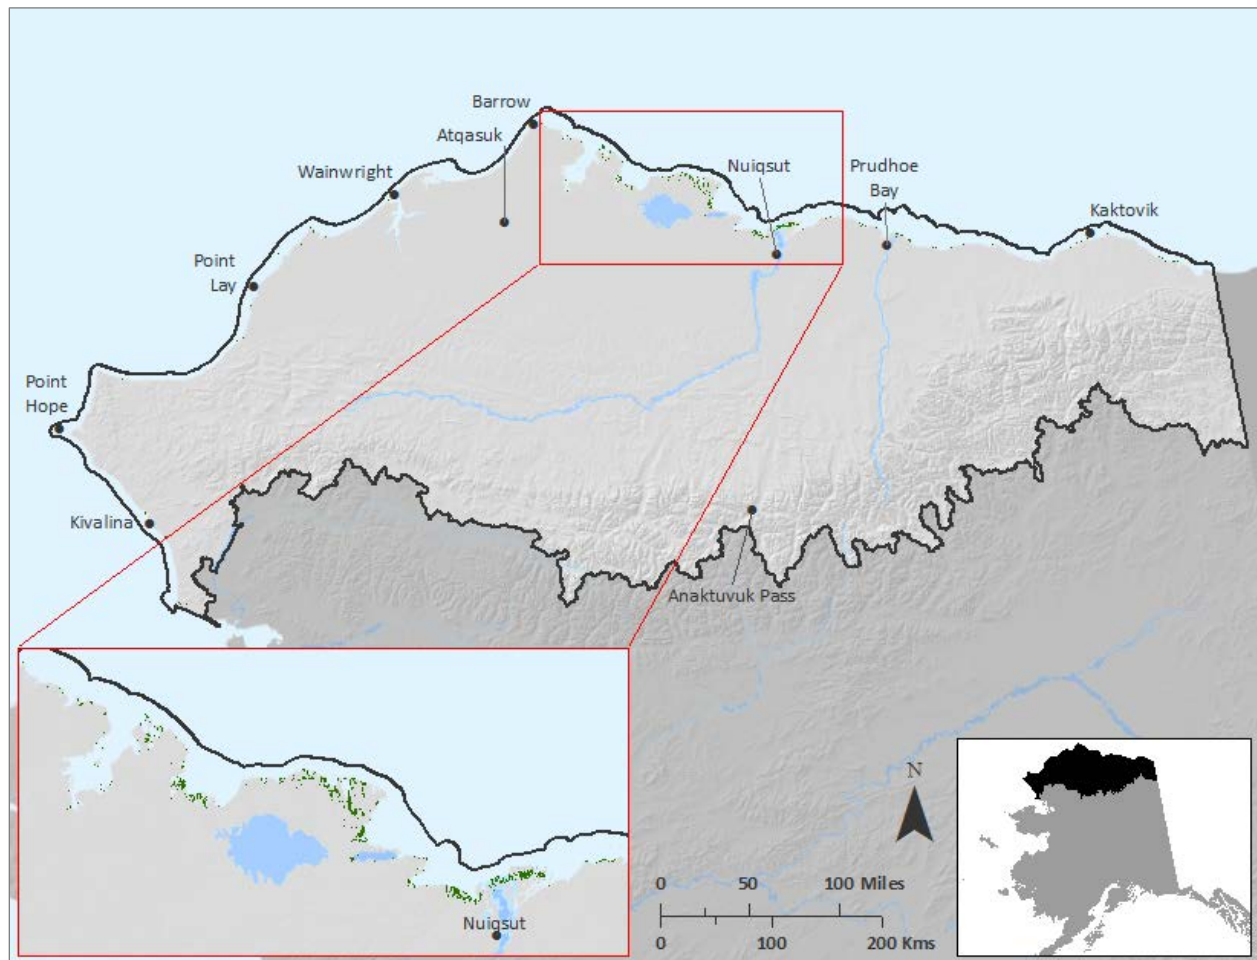 Barrow
Atqasuk
Wainwright
Nuiqsut
Prudhoe
Bay
Kaktovik
Point
Lay
Point
Hope
Kivalina
Anaktuvuk Pass
Nuiqsut
N
0 50 100 Miles
0 100 200 Kms